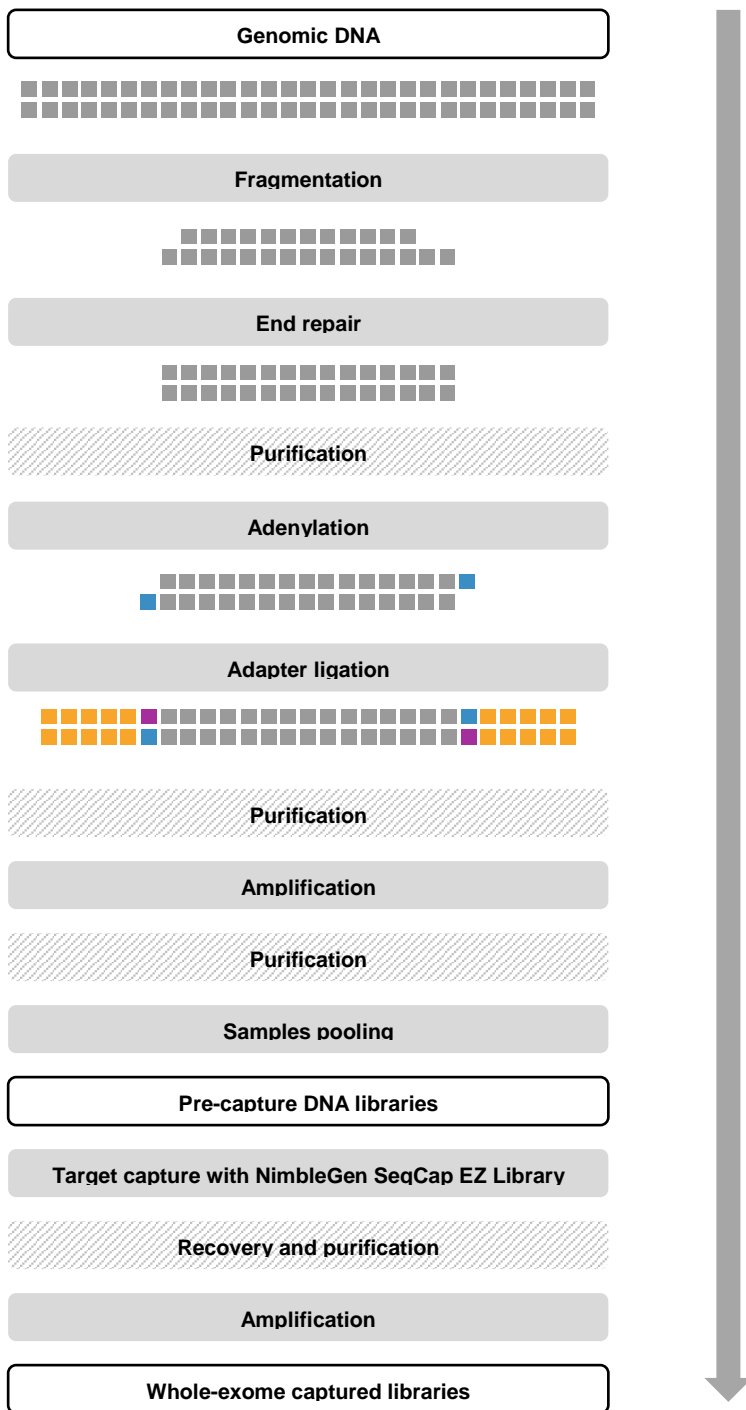 Genomic DNA
Fragmentation
End repair
Purification
Adenylation
Adapter ligation
Purification
Amplification
Purification
Samples pooling
Pre-capture DNA libraries
Target capture with NimbleGen SeqCap EZ Library
Recovery and purification
Amplification
Whole-exome captured libraries